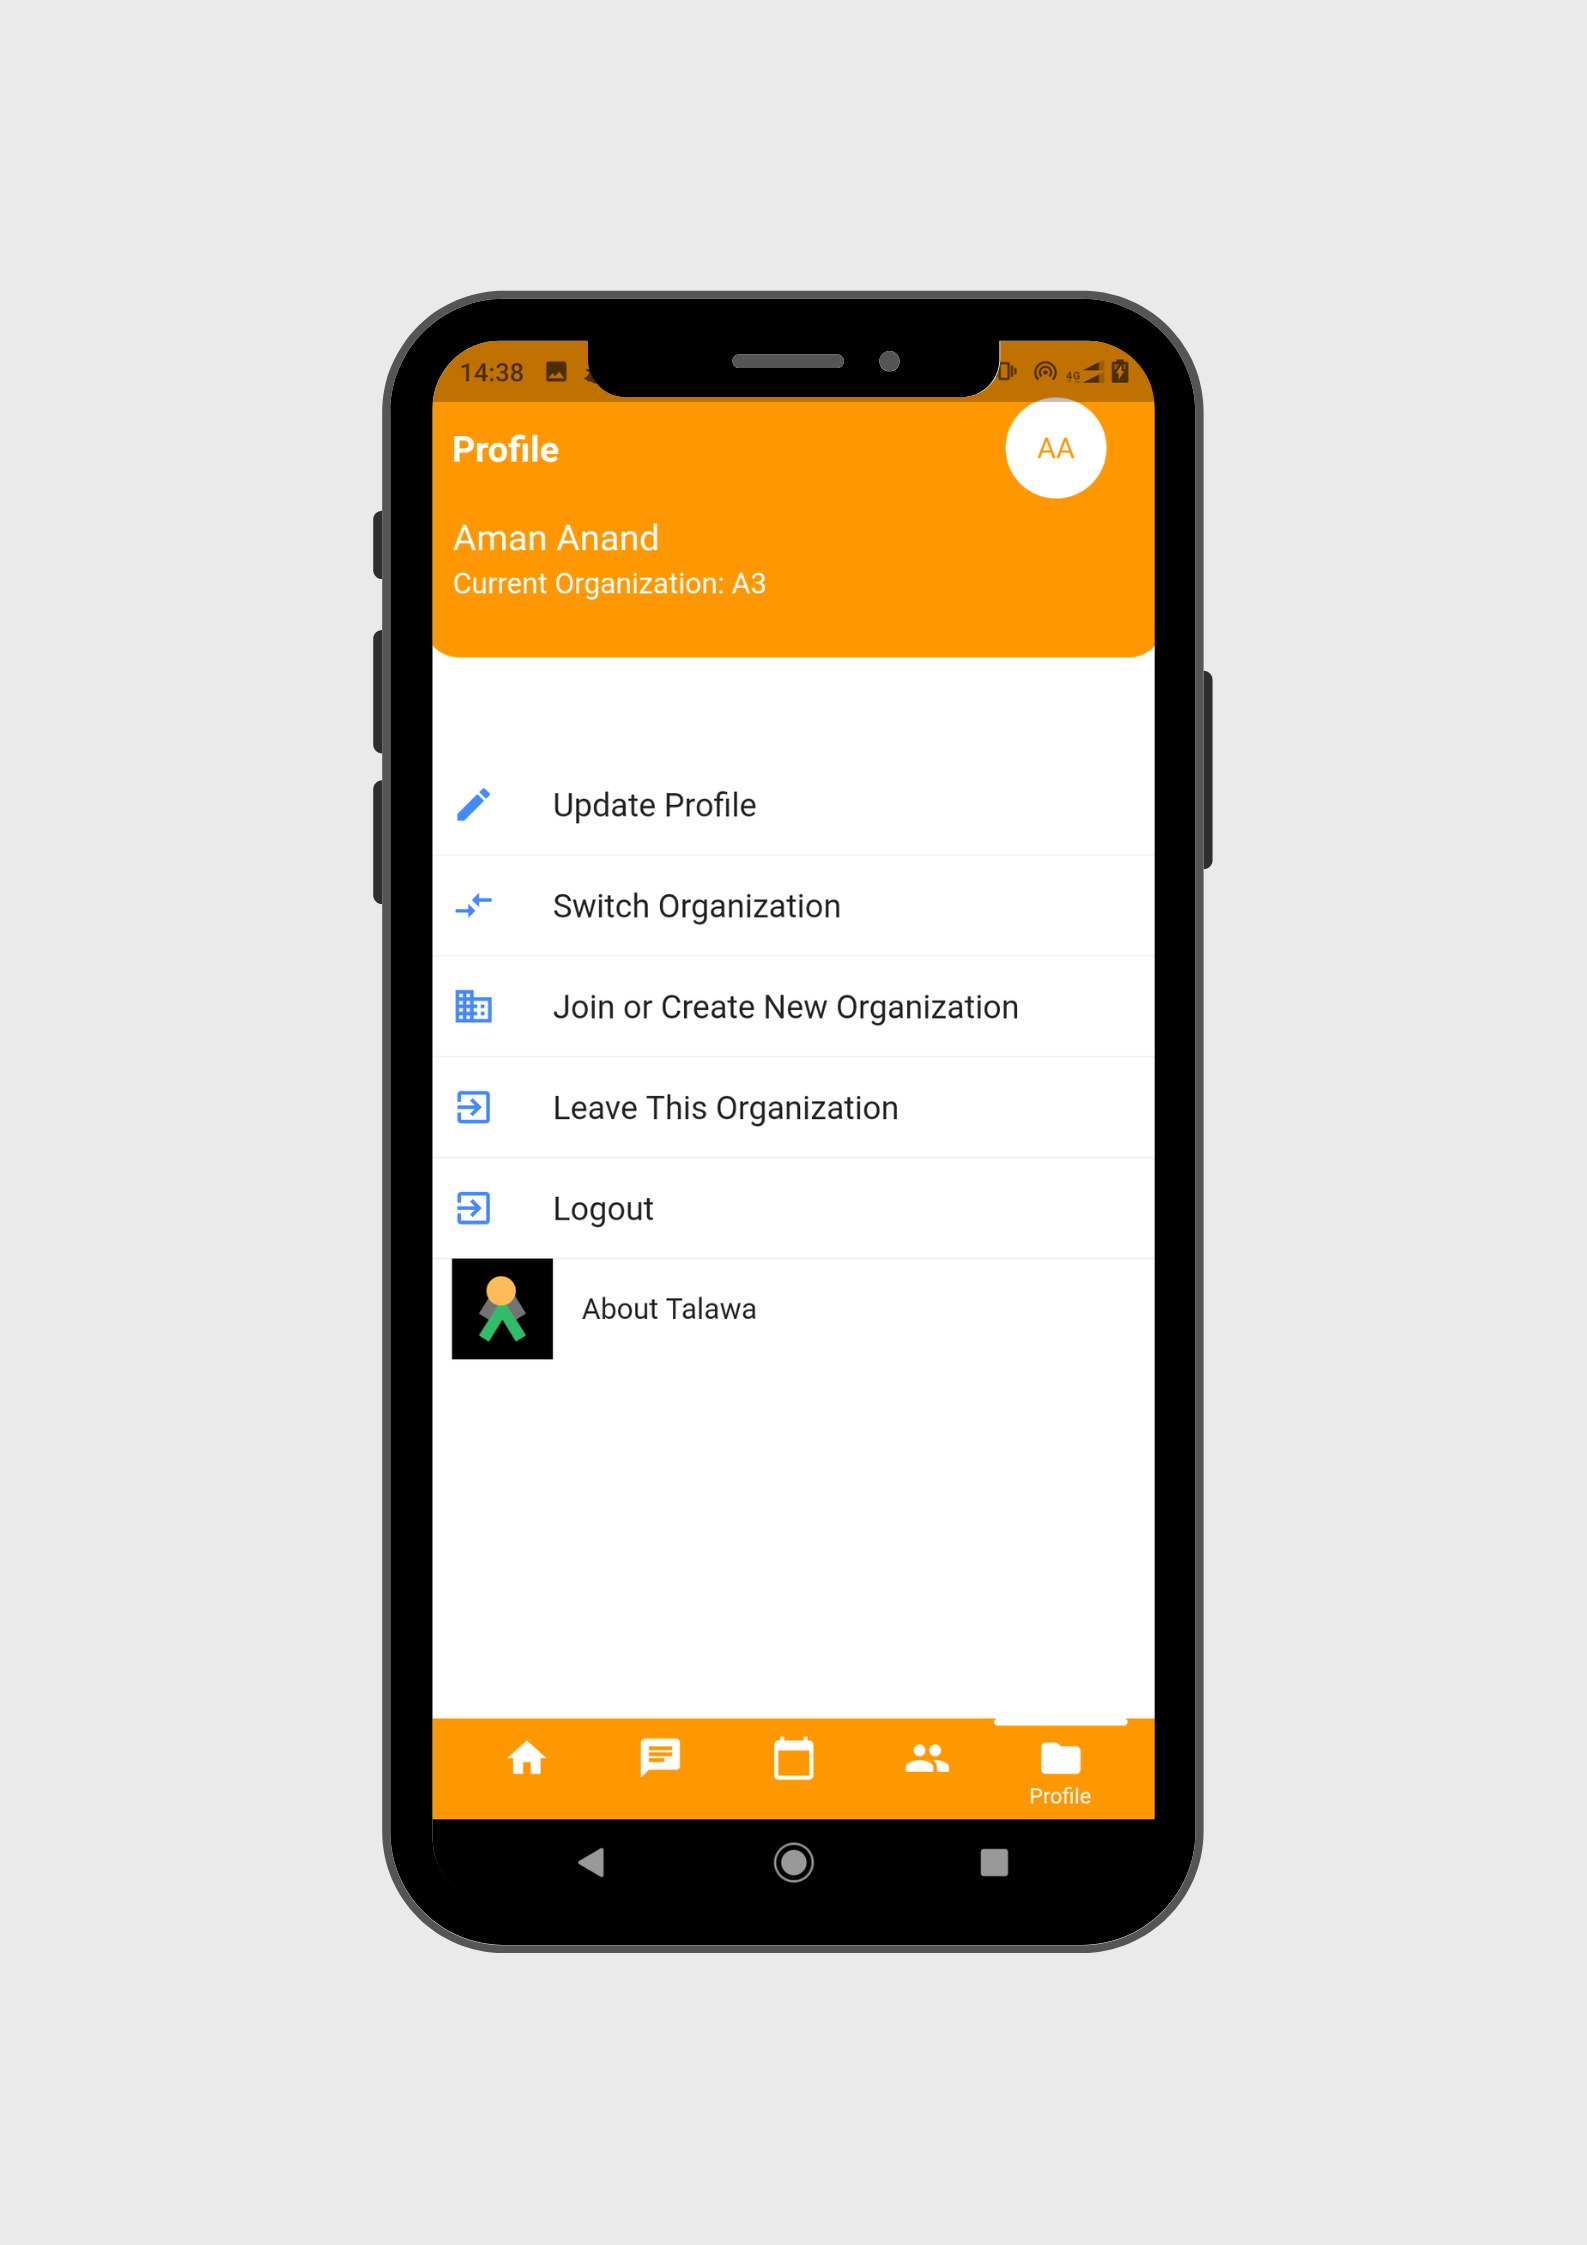 14:38
4G
Profile
AA
Aman Anand
Current Organization: A3
Update Profile
Switch Organization
Join or Create New Organization
Leave This Organization
Logout
About Talawa
Profile